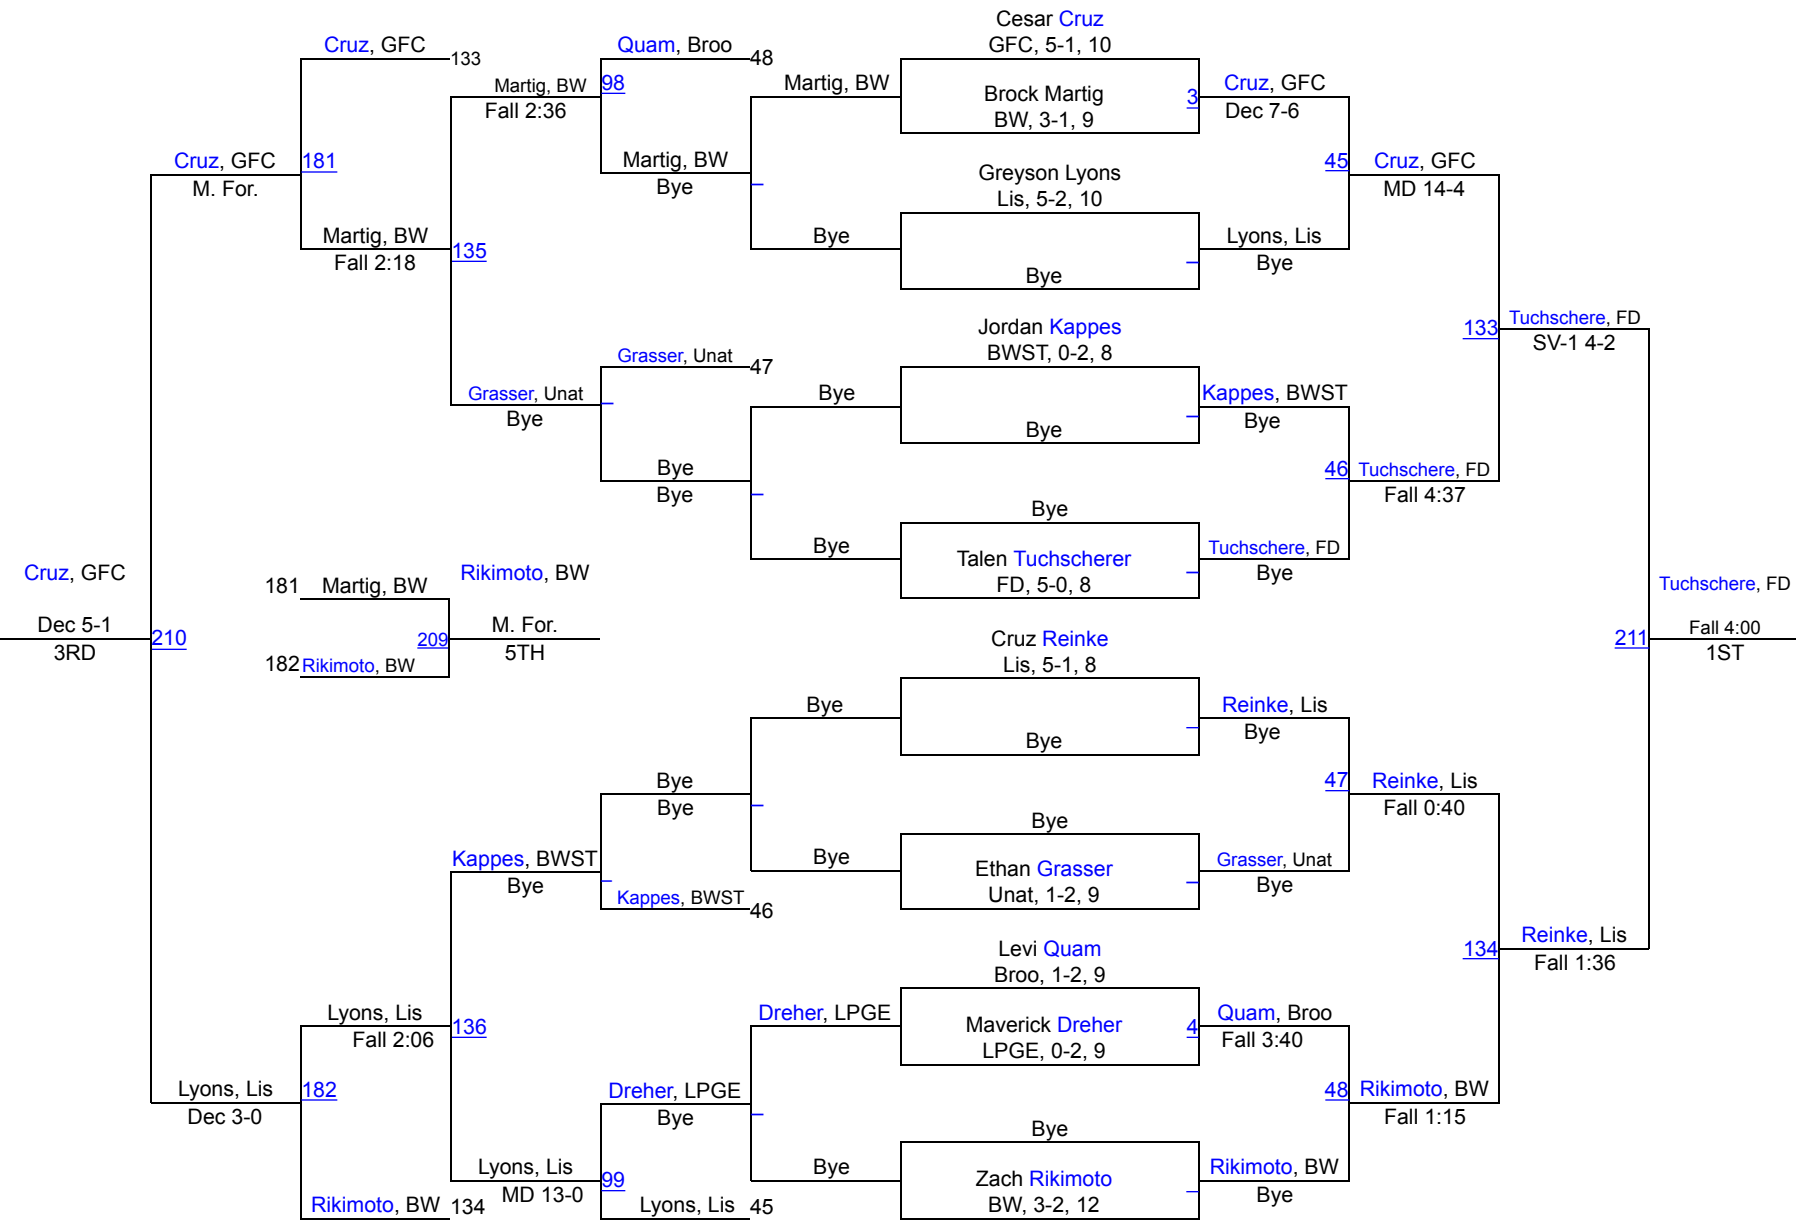 Cesar Cruz
GFC, 5-1, 10
Cruz, GFC
133
Quam, Broo
48
Martig, BW
98
Fall 2:36
Martig, BW
Brock Martig
BW, 3-1, 9
3
Cruz, GFC
Dec 7-6
Cruz, GFC
181
M. For.
Martig, BW
Bye
Greyson Lyons
Lis, 5-2, 10
45
Cruz, GFC
MD 14-4
Martig, BW
135
Fall 2:18
Bye
Bye
Lyons, Lis
Bye
Jordan Kappes
BWST, 0-2, 8
133
Tuchschere, FD
SV-1 4-2
Grasser, Unat
47
Grasser, Unat
Bye
Bye
Bye
Kappes, BWST
Bye
Bye
Bye
46
Tuchschere, FD
Fall 4:37
Bye
Bye
Talen Tuchscherer
FD, 5-0, 8
Tuchschere, FD
Bye
Cruz, GFC
181
Martig, BW
Rikimoto, BW
Tuchschere, FD
Dec 5-1
210
3RD
209
M. For.
5TH
182
Rikimoto, BW
211
Fall 4:00
1ST
Cruz Reinke
Lis, 5-1, 8
Bye
Bye
Reinke, Lis
Bye
Bye
Bye
47
Reinke, Lis
Fall 0:40
Bye
Kappes, BWST
Bye
Bye
Ethan Grasser
Unat, 1-2, 9
Grasser, Unat
Bye
Kappes, BWST
46
Levi Quam
Broo, 1-2, 9
134
Reinke, Lis
Fall 1:36
Lyons, Lis
136
Fall 2:06
Dreher, LPGE
Maverick Dreher
LPGE, 0-2, 9
4
Quam, Broo
Fall 3:40
Lyons, Lis
182
Dec 3-0
Dreher, LPGE
Bye
48
Rikimoto, BW
Fall 1:15
Bye
Lyons, Lis
99
MD 13-0
Bye
Zach Rikimoto
BW, 3-2, 12
Rikimoto, BW
Bye
Rikimoto, BW
134
Lyons, Lis
45